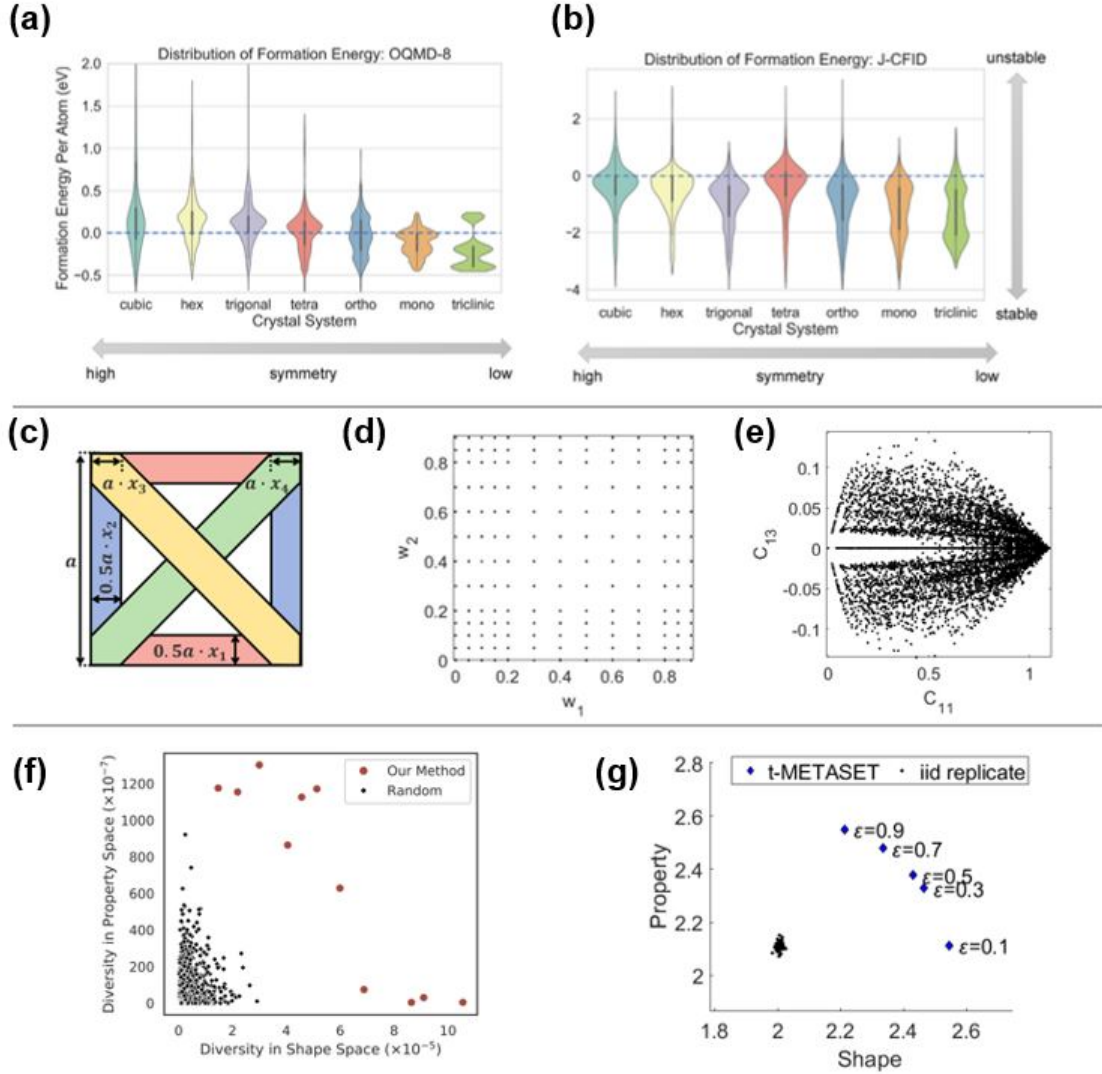 (a)
Distribution of Formation Energy: OQMD-8
Formation Energy Per Atom (eV)
2.0
1.5
1.0
0.5
0.0
−0.5
cubic hex trigonal tetra ortho mono triclinic
Crystal System
high symmetry low
(b)
Distribution of Formation Energy: J-CFID
2
0
−2
−4
cubic hex trigonal tetra ortho mono triclinic
Crystal System
high symmetry low
unstable
stable
(c)
a
a · x3
a · x4
0.5a · x2
0.5a · x1
(d)
w2
0.8
0.6
0.4
0.2
0
0 0.2 0.4 0.6 0.8
w1
(e)
C13
0.1
0.05
0
-0.05
-0.1
0 0.5 1
C11
(f)
Our Method
Random
Diversity in Property Space (×10−7)
1200
1000
800
600
400
200
0
0 2 4 6 8 10
Diversity in Shape Space (×10−5)
(g)
t-METASET iid replicate
Property
2.8
2.6
2.4
2.2
2
ε=0.9
ε=0.7
ε=0.5
ε=0.3
ε=0.1
1.8 2 2.2 2.4 2.6
Shape